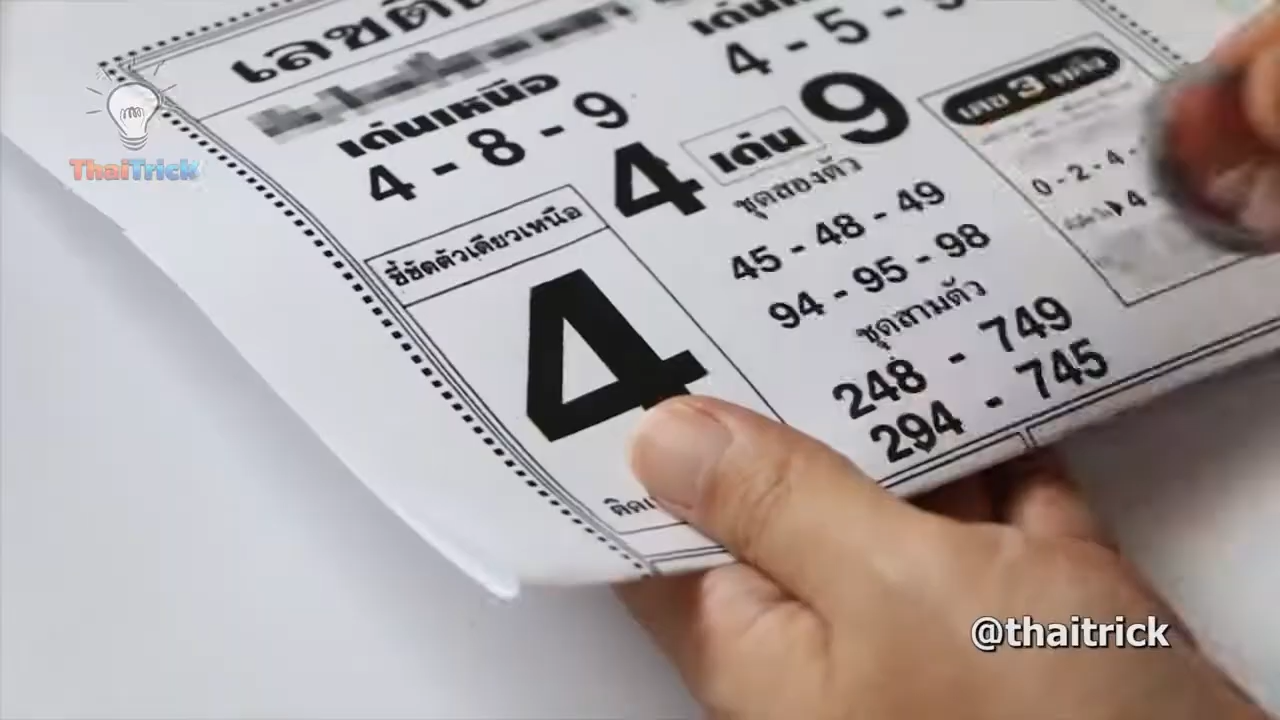 เลขดั
เด่นเหนือ
4 - 8 - 9
4 - 5 - 9
4 เด่น 9
ชี้ชัดตัวเดียวเหนือ
4
ชุดสองตัว
45 - 48 - 49
94 - 95 - 98
ชุดสามตัว
248 - 749
294 - 745
เลข 3 หลัก
0 - 2 - 4 -
4 -
ThaiTrick
@thaitrick